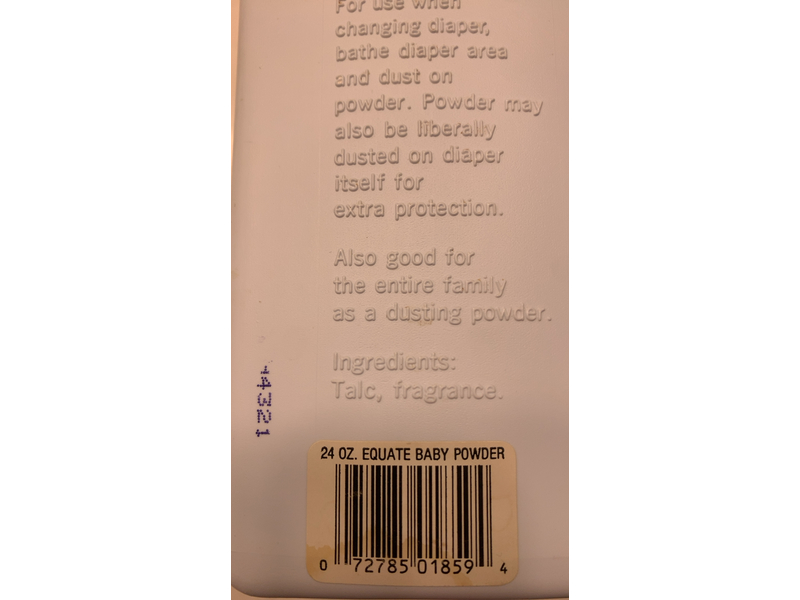 For use when
changing diaper,
bathe diaper area
and dust on
powder. Powder may
also be liberally
dusted on diaper
itself for
extra protection.
Also good for
the entire family
as a dusting powder.
Ingredients:
Talc, fragrance.
4321
24 OZ. EQUATE BABY POWDER
0 72785 01859 4